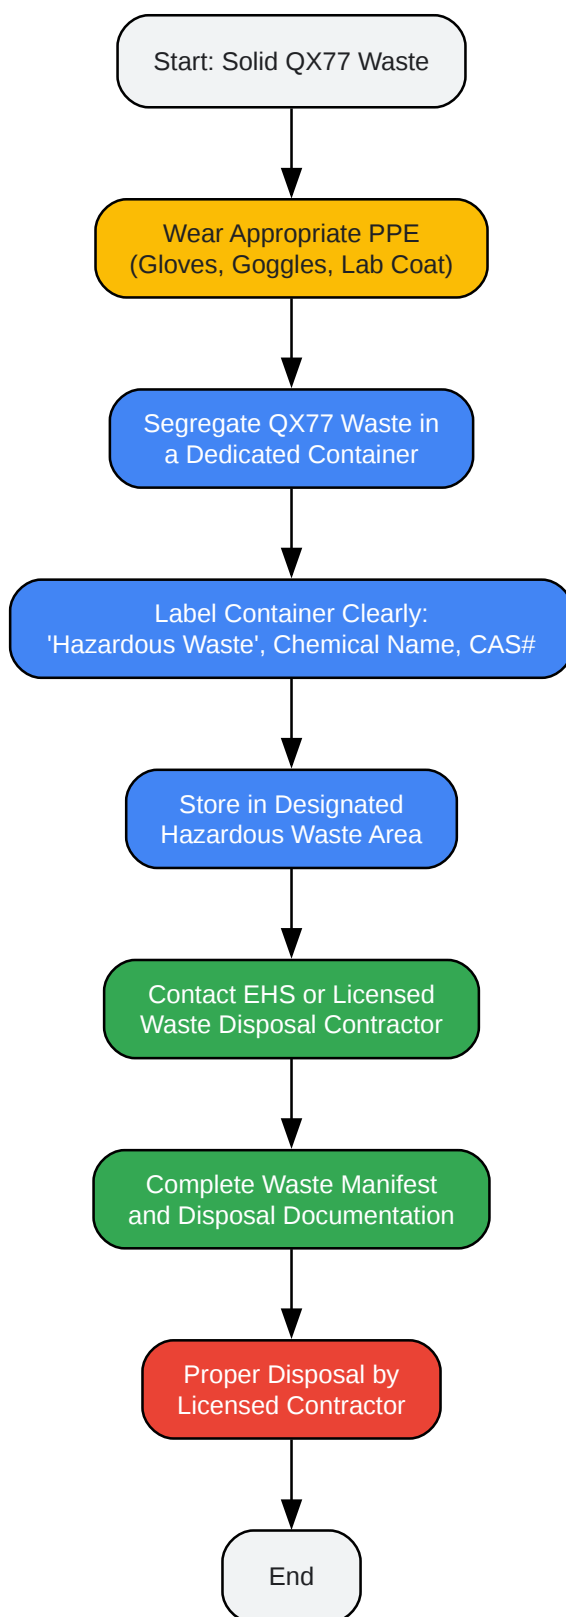 Start: Solid QX77 Waste
Wear Appropriate PPE
(Gloves, Goggles, Lab Coat)
Segregate QX77 Waste in
a Dedicated Container
Label Container Clearly:
'Hazardous Waste', Chemical Name, CAS#
Store in Designated
Hazardous Waste Area
Contact EHS or Licensed
Waste Disposal Contractor
Complete Waste Manifest
and Disposal Documentation
Proper Disposal by
Licensed Contractor
End